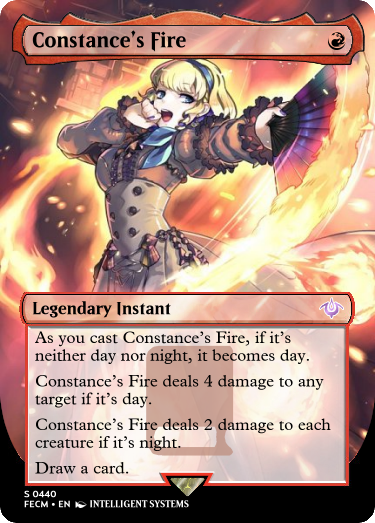 Constance's Fire
Legendary Instant
As you cast Constance's Fire, if it's
neither day nor night, it becomes day.
Constance's Fire deals 4 damage to any
target if it's day.
Constance's Fire deals 2 damage to each
creature if it's night.
Draw a card.
S 0440
FECM • EN INTELLIGENT SYSTEMS